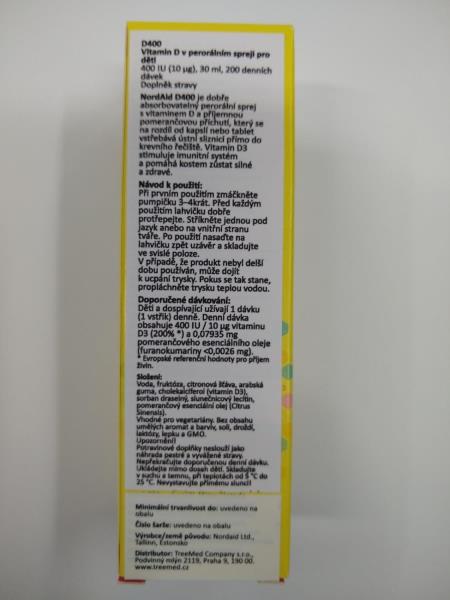 D400
Vitamin D v perorálním spreji pro
děti
400 IU (10 µg), 30 ml, 200 denních
dávek
Doplněk stravy
NordAid D400 je dobře
absorbovatelný perorální sprej
s vitaminem D a příjemnou
pomerančovou příchutí, který se
na rozdíl od kapslí nebo tablet
vstřebává ústní sliznicí přímo do
krevního řečiště. Vitamin D3
stimuluje imunitní systém
a pomáhá kostem zůstat silné
a zdravé.
Návod k použití:
Při prvním použitím zmáčkněte
pumpičku 3–4krát. Před každým
použitím lahvičku dobře
protřepejte. Stříkněte jednou pod
jazyk anebo na vnitřní stranu
tváře. Po použití nasaďte na
lahvičku zpět uzávěr a skladujte
ve svislé poloze.
V případě, že produkt nebyl delší
dobu používán, může dojít
k ucpání trysky. Pokus se tak stane,
propláchněte trysku teplou vodou.
Doporučené dávkování:
Děti a dospívající užívají 1 dávku
(1 vstřik) denně. Denní dávka
obsahuje 400 IU / 10 µg vitaminu
D3 (200% *) a 0,07935 mg
pomerančového esenciálního oleje
(furanokumariny <0,0026 mg).
* Evropské referenční hodnoty pro příjem
živin.
Složení:
Voda, fruktóza, citronová šťáva, arabská
guma, cholekalciferol (vitamin D3),
sorban draselný, slunečnicový lecitin,
pomerančový esenciální olej (Citrus
Sinensis).
Vhodné pro vegetariány. Bez obsahu
umělých aromat a barviv, soli, droždí,
laktózy, lepku a GMO.
Upozornění!
Potravinové doplňky neslouží jako
náhrada pestré a vyvážené stravy.
Nepřekračujte doporučenou denní dávku.
Ukládejte mimo dosah dětí. Skladujte
v suchu a temnu, při teplotách od 5 °C do
25 °C. Nevystavujte přímému slunci!
Minimální trvanlivost do: uvedeno na
obalu
Číslo šarže: uvedeno na obalu
Výrobce/země původu: Nordaid Ltd.,
Tallinn, Estonsko
Distributor: TreeMed Company s.r.o.,
Podvinný mlýn 2119, Praha 9, 190 00.
www.treemed.cz